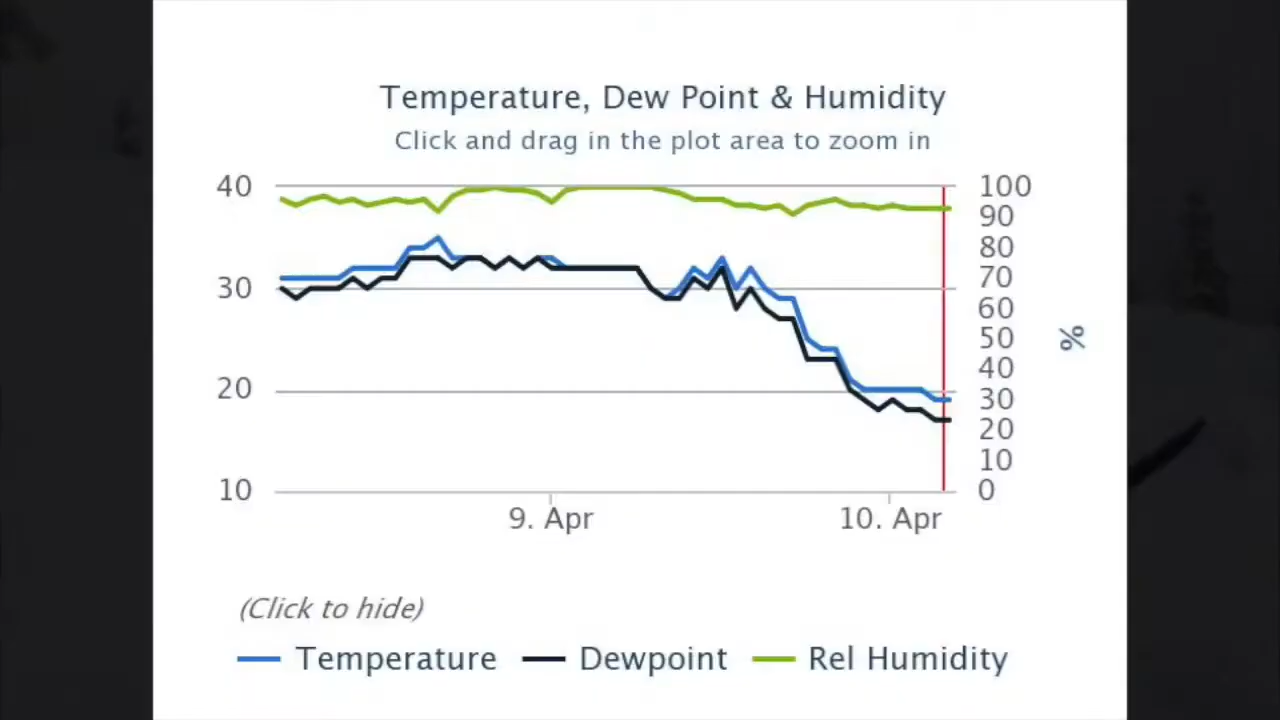 Temperature, Dew Point & Humidity
Click and drag in the plot area to zoom in
40
30
20
10
100
90
80
70
60
50
40
30
20
10
0
%
9. Apr
10. Apr
(Click to hide)
Temperature Dewpoint Rel Humidity